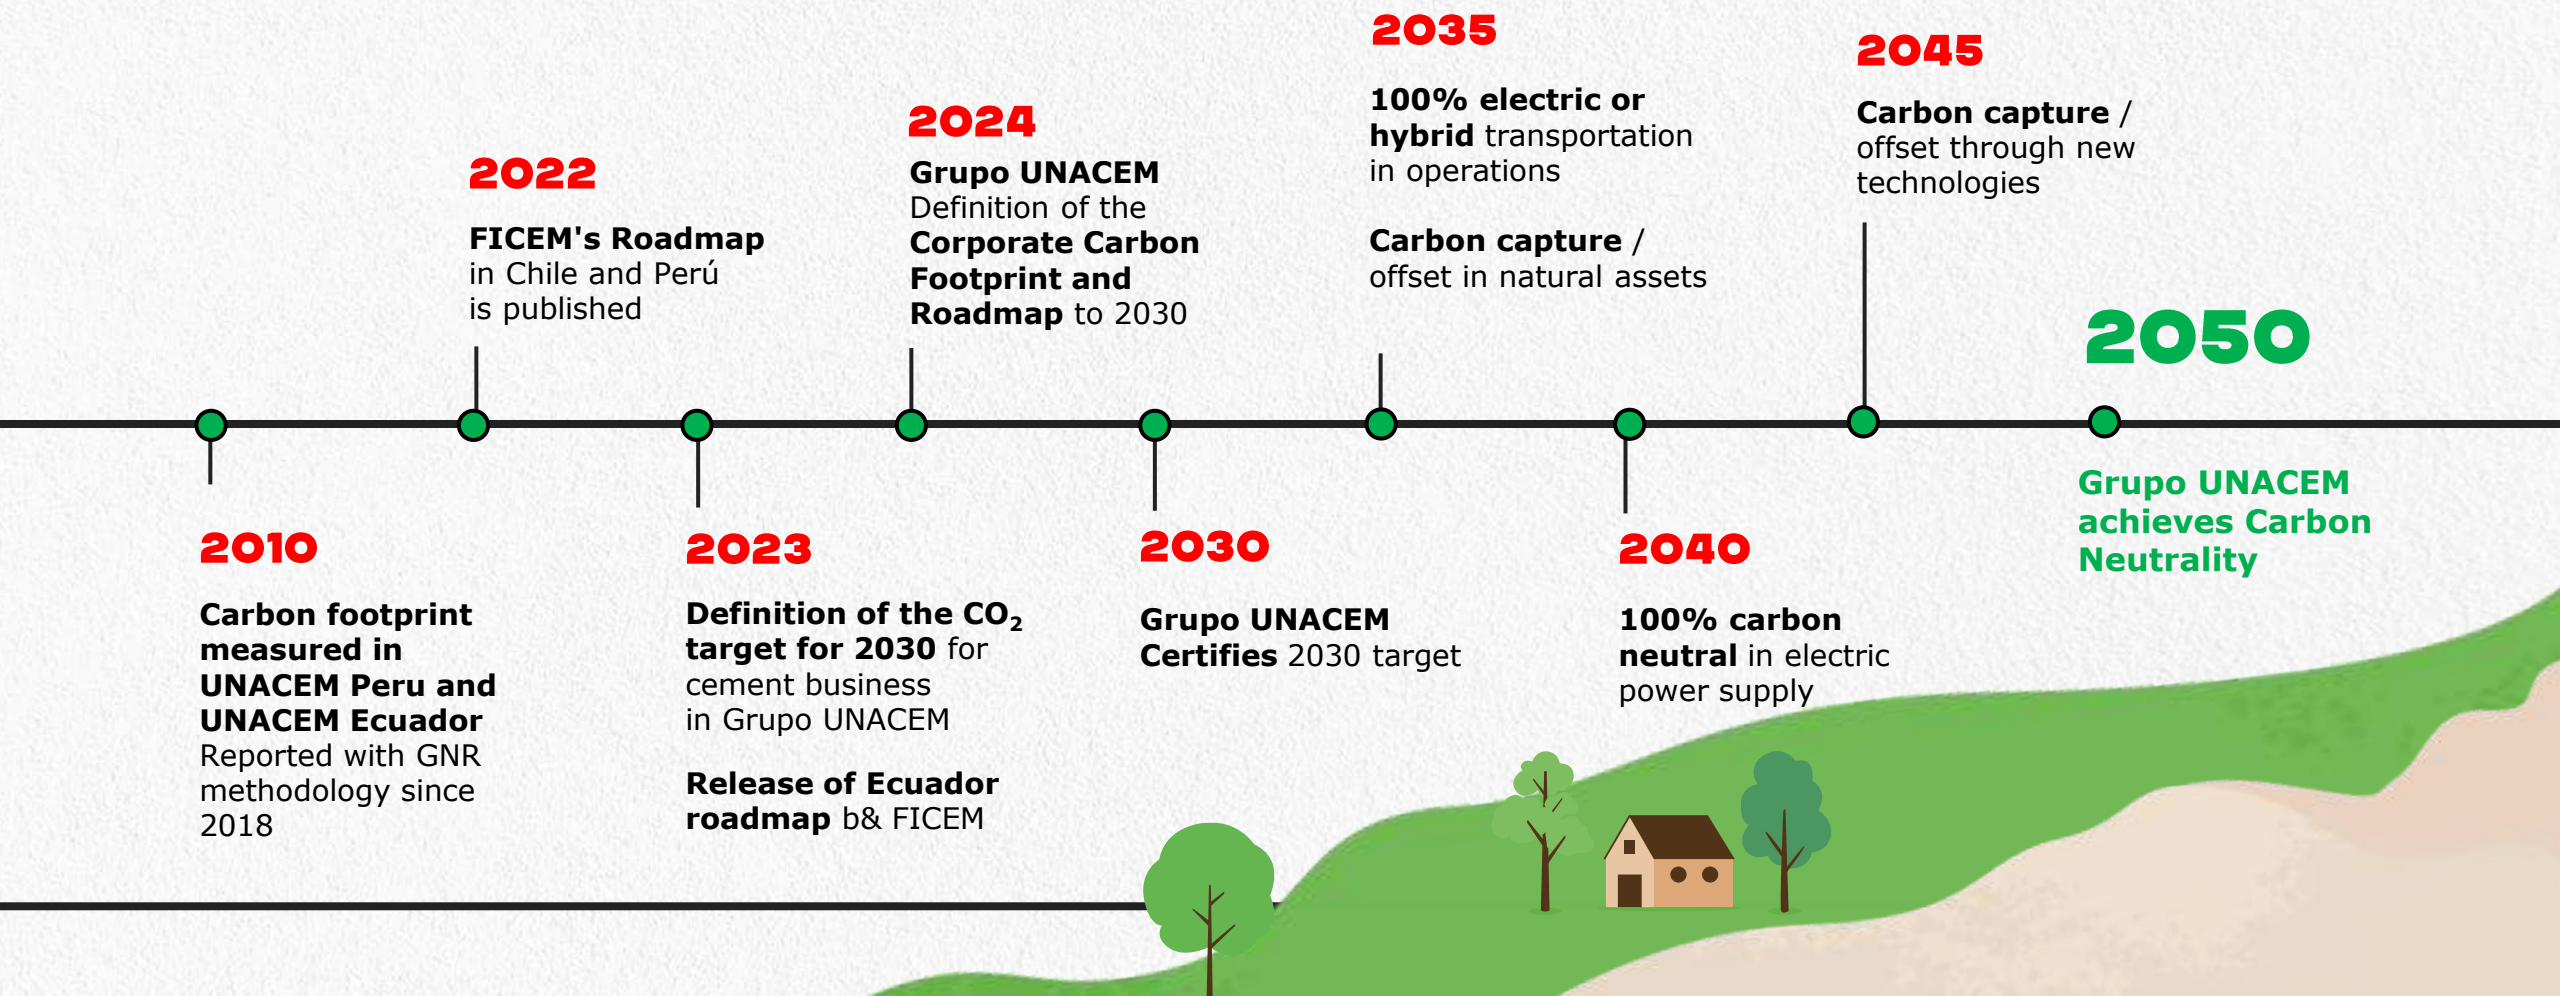 2010
Carbon footprint
measured in
UNACEM Peru and
UNACEM Ecuador
Reported with GNR
methodology since
2018
2022
FICEM's Roadmap
in Chile and Perú
is published
2023
Definition of the CO₂
target for 2030 for
cement business
in Grupo UNACEM
Release of Ecuador
roadmap b& FICEM
2024
Grupo UNACEM
Definition of the
Corporate Carbon
Footprint and
Roadmap to 2030
2030
Grupo UNACEM
Certifies 2030 target
2035
100% electric or
hybrid transportation
in operations
Carbon capture /
offset in natural assets
2040
100% carbon
neutral in electric
power supply
2045
Carbon capture /
offset through new
technologies
2050
Grupo UNACEM
achieves Carbon
Neutrality